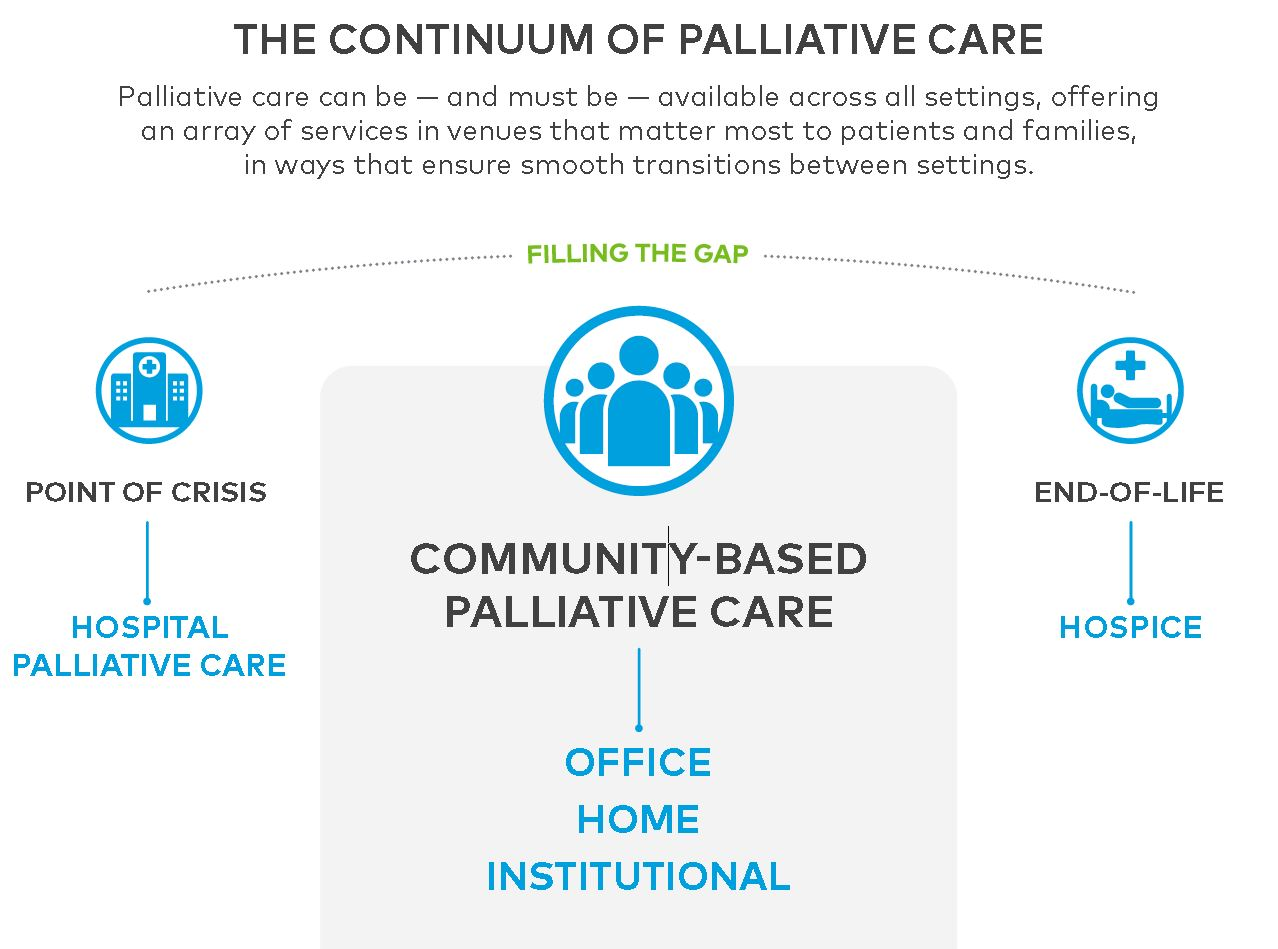 THE CONTINUUM OF PALLIATIVE CARE
Palliative care can be — and must be — available across all settings, offering
an array of services in venues that matter most to patients and families,
in ways that ensure smooth transitions between settings.
FILLING THE GAP
POINT OF CRISIS
HOSPITAL
PALLIATIVE CARE
COMMUNITY-BASED
PALLIATIVE CARE
OFFICE
HOME
INSTITUTIONAL
END-OF-LIFE
HOSPICE